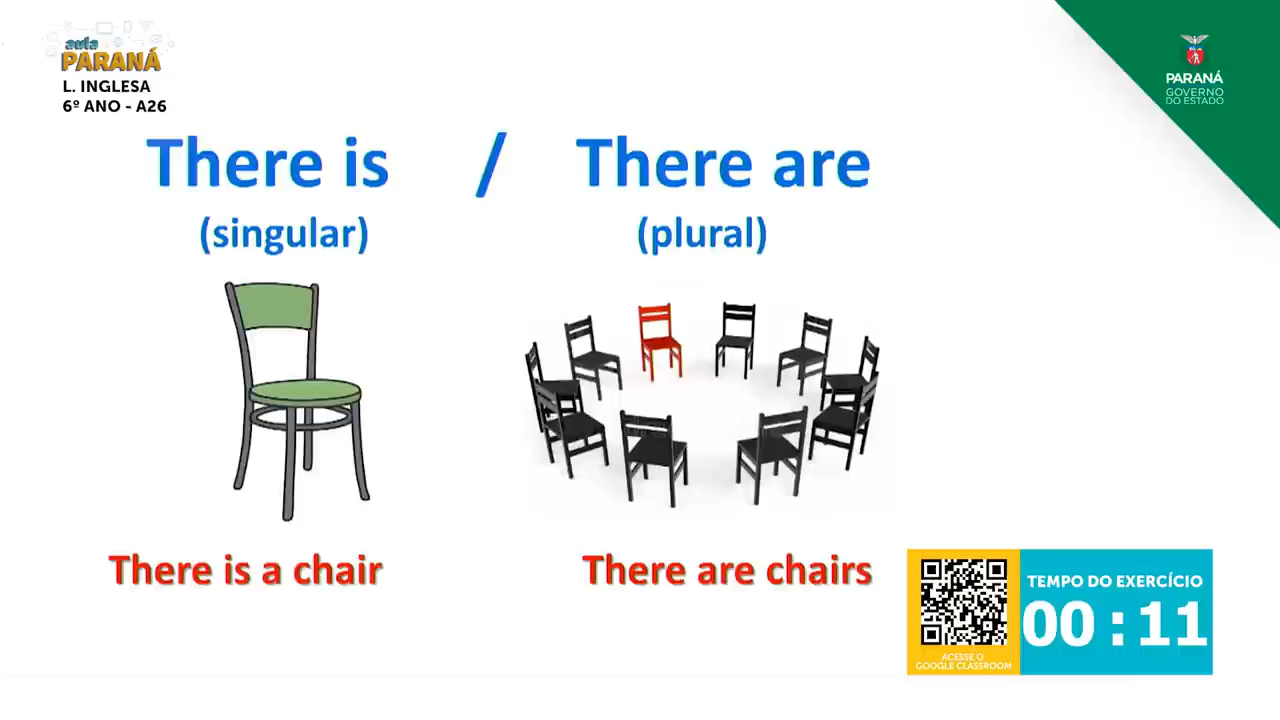 aula
PARANÁ
L. INGLESA
6º ANO - A26
PARANÁ
GOVERNO
DO ESTADO
There is / There are
(singular) (plural)
There is a chair There are chairs
ACESSE O
GOOGLE CLASSROOM
TEMPO DO EXERCÍCIO
00 : 11